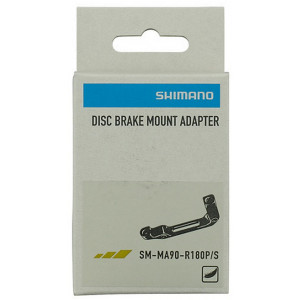 SHIMANO
DISC BRAKE MOUNT ADAPTER
SM-MA90-R180P/S